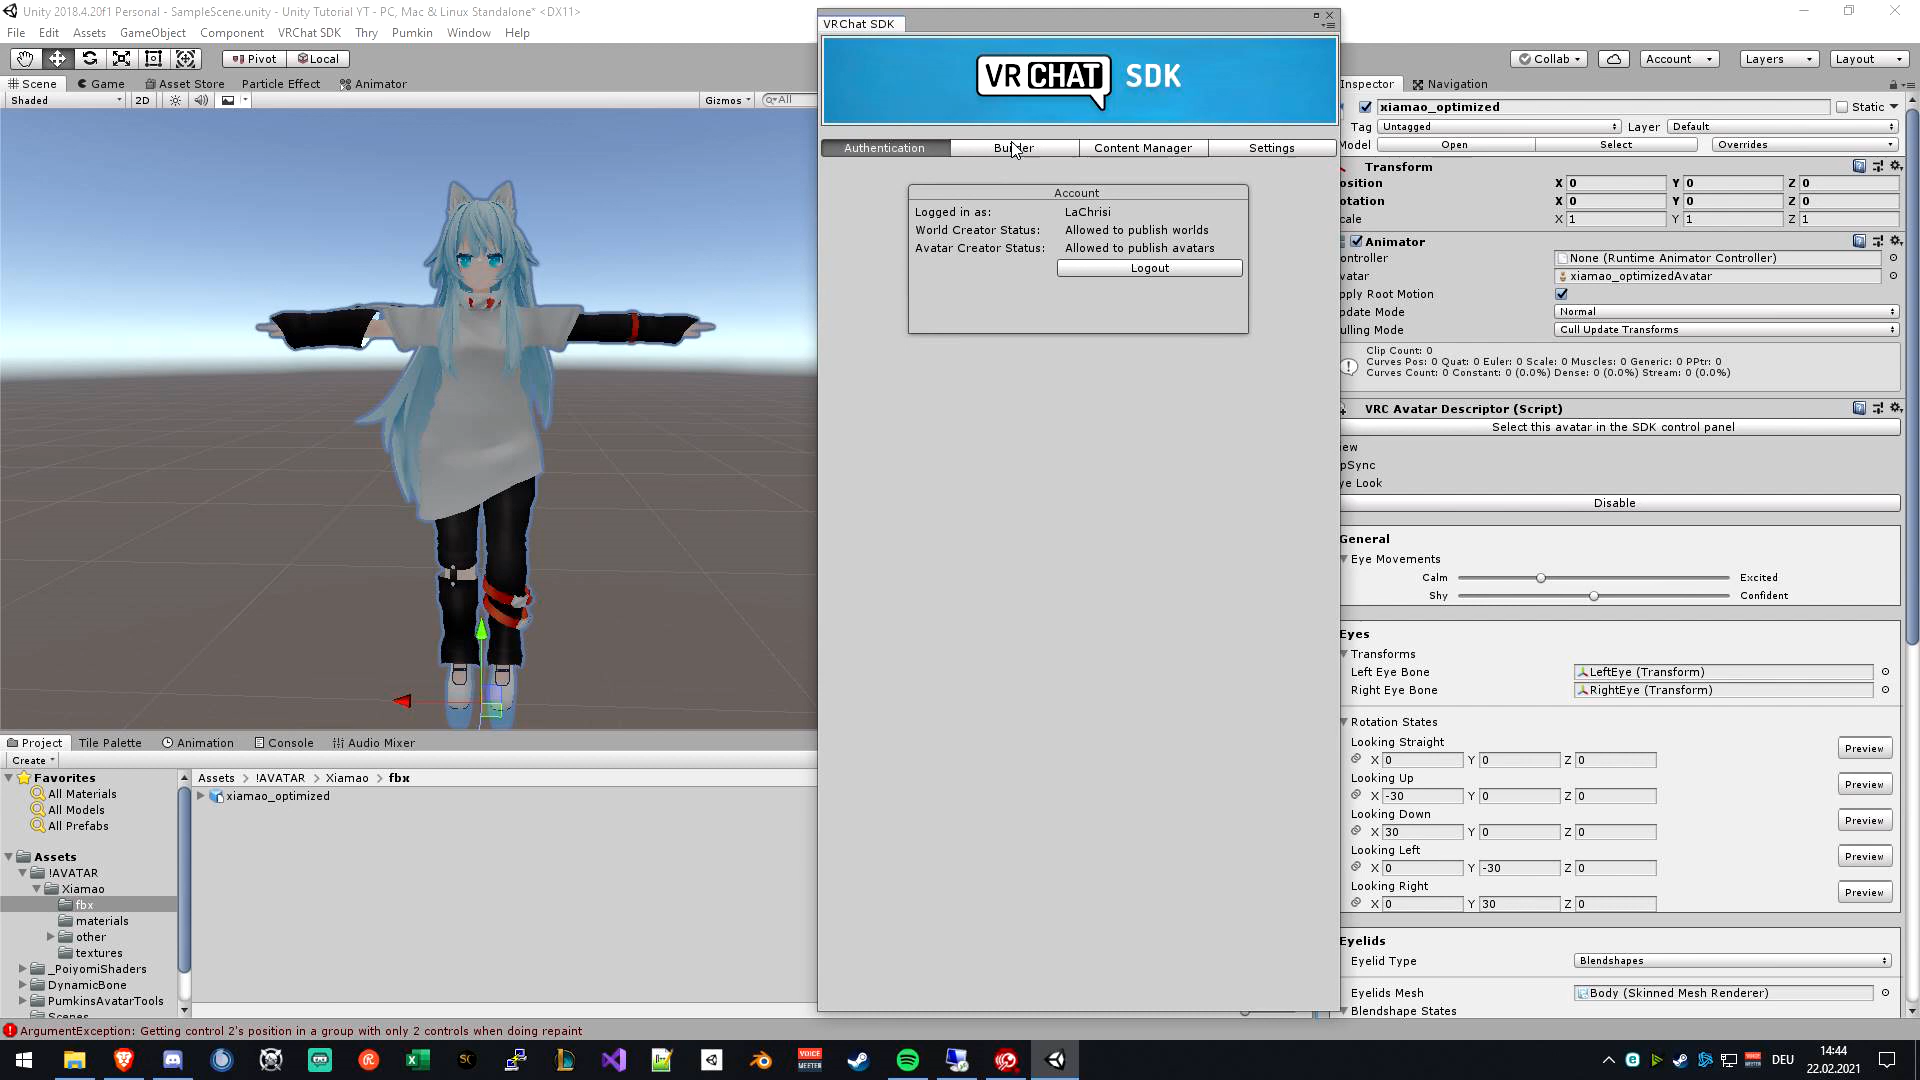 Unity 2018.4.20f1 Personal - SampleScene.unity - Unity Tutorial YT - PC, Mac & Linux Standalone* <DX11>
File Edit Assets GameObject Component VRChat SDK Thry Pumkin Window Help
Pivot Local
Collab Account Layers Layout
Scene Game Asset Store Particle Effect Animator
Shaded 2D Gizmos All
VRChat SDK
VRCHAT SDK
Authentication Builder Content Manager Settings
Account
Logged in as: LaChrisi
World Creator Status: Allowed to publish worlds
Avatar Creator Status: Allowed to publish avatars
Logout
Inspector Navigation
xiamao_optimized Static
Tag Untagged Layer Default
Model Open Select Overrides
Transform
osition X 0 Y 0 Z 0
otation X 0 Y 0 Z 0
cale X 1 Y 1 Z 1
Animator
ontroller None (Runtime Animator Controller)
vatar xiamao_optimizedAvatar
pply Root Motion
pdate Mode Normal
ulling Mode Cull Update Transforms
Clip Count: 0
Curves Pos: 0 Quat: 0 Euler: 0 Scale: 0 Muscles: 0 Generic: 0 PPtr: 0
Curves Count: 0 Constant: 0 (0.0%) Dense: 0 (0.0%) Stream: 0 (0.0%)
VRC Avatar Descriptor (Script)
Select this avatar in the SDK control panel
ew
pSync
ye Look
Disable
General
Eye Movements
Calm Excited
Shy Confident
Eyes
Transforms
Left Eye Bone LeftEye (Transform)
Right Eye Bone RightEye (Transform)
Rotation States
Looking Straight
X 0 Y 0 Z 0 Preview
Looking Up
X -30 Y 0 Z 0 Preview
Looking Down
X 30 Y 0 Z 0 Preview
Looking Left
X 0 Y -30 Z 0 Preview
Looking Right
X 0 Y 30 Z 0 Preview
Eyelids
Eyelid Type Blendshapes
Eyelids Mesh Body (Skinned Mesh Renderer)
Blendshape States
Project Tile Palette Animation Console Audio Mixer
Create
Favorites
All Materials
All Models
All Prefabs
Assets
!AVATAR
Xiamao
fbx
materials
other
textures
_PoiyomiShaders
DynamicBone
PumkinsAvatarTools
Scenes
Assets > !AVATAR > Xiamao > fbx
xiamao_optimized
ArgumentException: Getting control 2's position in a group with only 2 controls when doing repaint
VOICE MEETER
DEU
14:44
22.02.2021